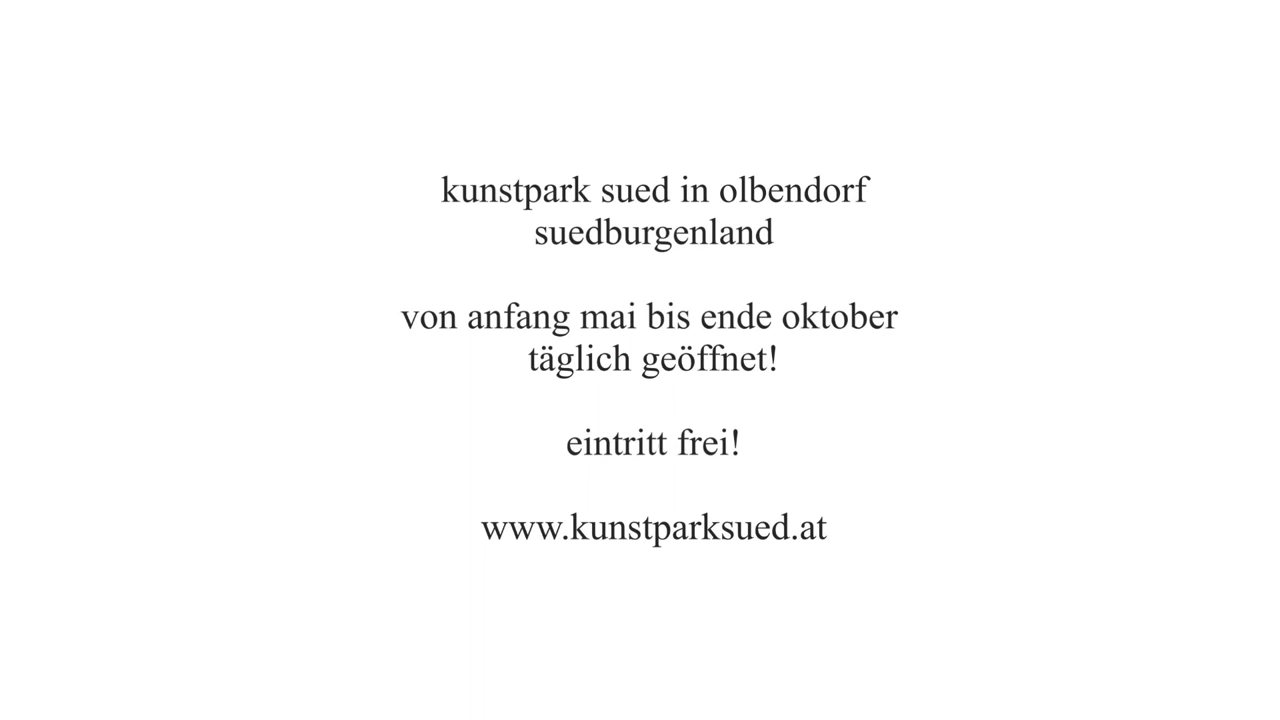 kunstpark sued in olbendorf
suedburgenland
von anfang mai bis ende oktober
täglich geöffnet!
eintritt frei!
www.kunstparksued.at